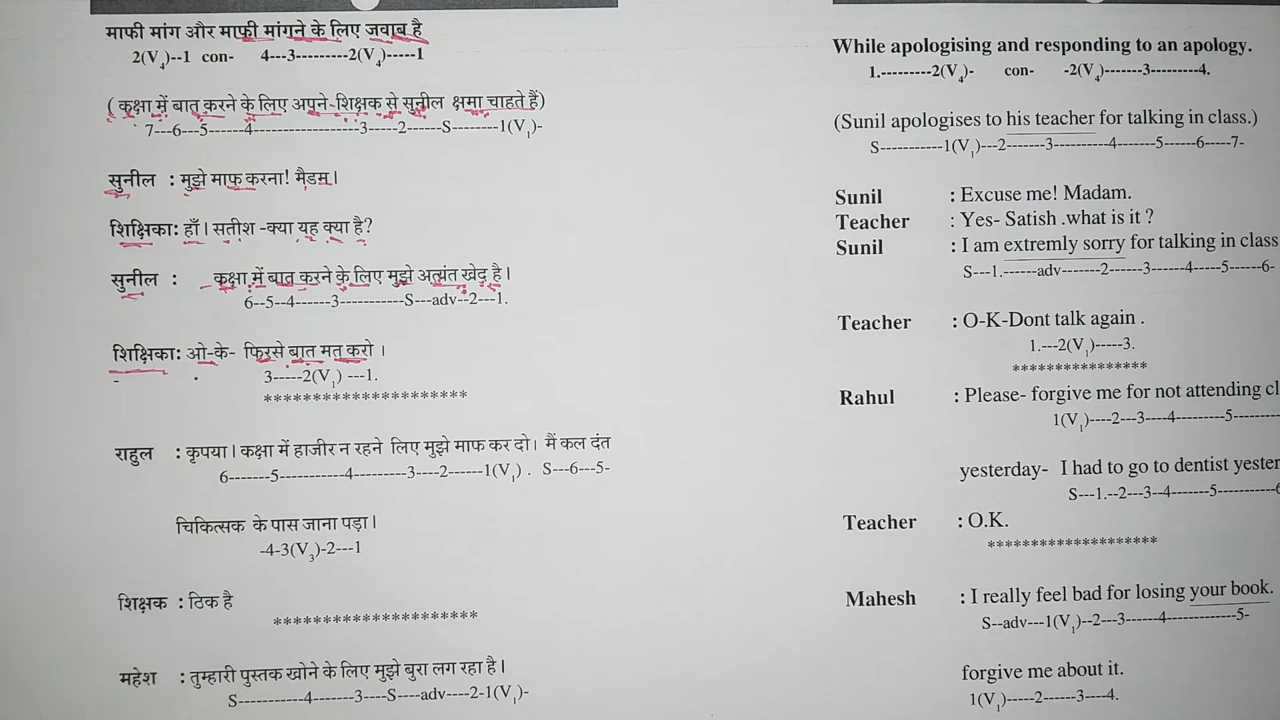 माफी मांग और माफी मांगने के लिए जवाब है
2(V4)--1 con- 4---3---------2(V4)-----1
( कक्षा में बात करने के लिए अपने-शिक्षक से सुनील क्षमा चाहते हैं)
7---6---5------4------------------3-----2------S--------1(V1)-
सुनील : मुझे माफ करना! मैडम।
शिक्षिका: हाँ। सतीश -क्या यह क्या है?
सुनील : कक्षा में बात करने के लिए मुझे अत्यंत खेद है।
6--5--4------3-----------S---adv--2---1.
शिक्षिका: ओ-के- फिरसे बात मत करो ।
3-----2(V1) ---1.
*********************
राहुल : कृपया। कक्षा में हाजीर न रहने लिए मुझे माफ कर दो। मैं कल दंत
6-------5-----------4---------3----2------1(V1) . S---6---5-
चिकित्सक के पास जाना पड़ा।
-4-3(V3)-2---1
शिक्षक : ठिक है
*********************
महेश : तुम्हारी पुस्तक खोने के लिए मुझे बुरा लग रहा है।
S-----------4-------3----S----adv----2-1(V1)-
While apologising and responding to an apology.
1.---------2(V4)- con- -2(V4)-------3---------4.
(Sunil apologises to his teacher for talking in class.)
S-----------1(V1)---2-------3----------4-------5------6----7-
Sunil : Excuse me! Madam.
Teacher : Yes- Satish .what is it ?
Sunil : I am extremly sorry for talking in class
S---1.------adv-------2------3------4-----5------6-
Teacher : O-K-Dont talk again .
1.---2(V1)-----3.
****************
Rahul : Please- forgive me for not attending cl
1(V1)----2---3----4---------5--------
yesterday- I had to go to dentist yester
S---1.--2---3--4-------5-----------6
Teacher : O.K.
********************
Mahesh : I really feel bad for losing your book.
S--adv---1(V1)--2---3------4-------------5-
forgive me about it.
1(V1)-----2------3----4.